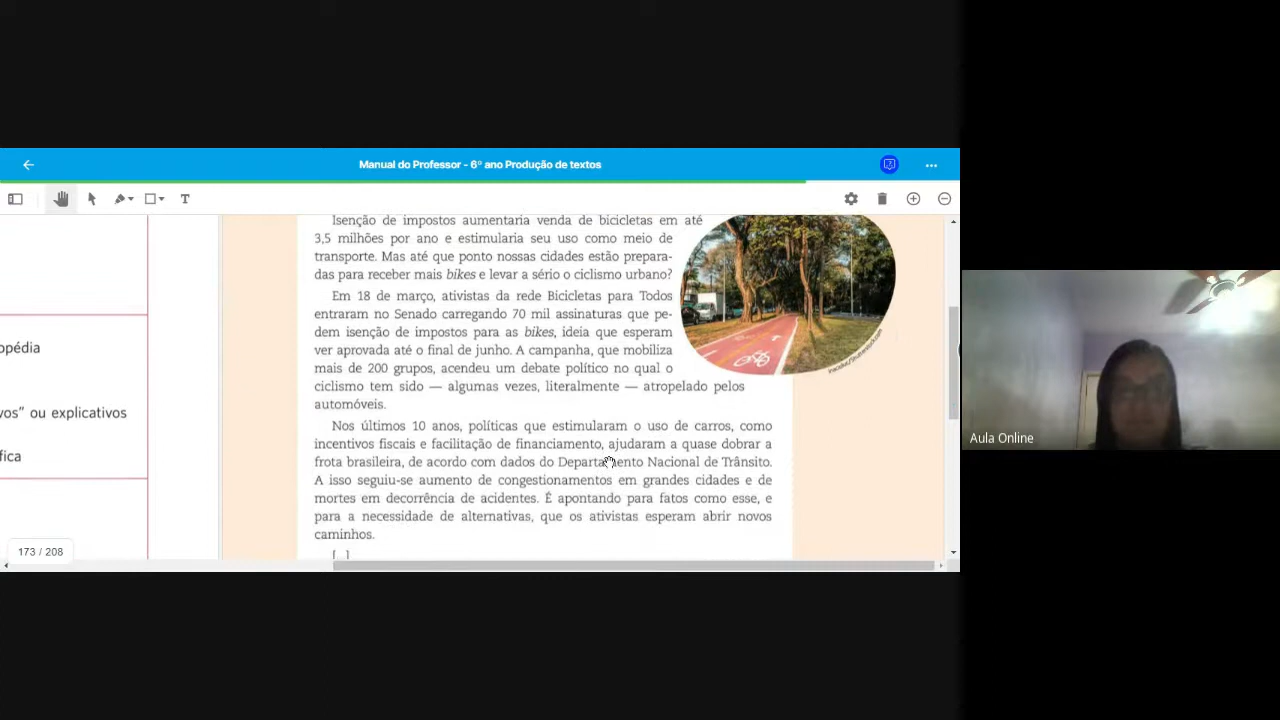 Manual do Professor - 6º ano Produção de textos
T
Isenção de impostos aumentaria venda de bicicletas em até
3,5 milhões por ano e estimularia seu uso como meio de
transporte. Mas até que ponto nossas cidades estão prepara-
das para receber mais bikes e levar a sério o ciclismo urbano?
Em 18 de março, ativistas da rede Bicicletas para Todos
entraram no Senado carregando 70 mil assinaturas que pe-
dem isenção de impostos para as bikes, ideia que esperam
ver aprovada até o final de junho. A campanha, que mobiliza
mais de 200 grupos, acendeu um debate político no qual o
ciclismo tem sido — algumas vezes, literalmente — atropelado pelos
automóveis.
Nos últimos 10 anos, políticas que estimularam o uso de carros, como
incentivos fiscais e facilitação de financiamento, ajudaram a quase dobrar a
frota brasileira, de acordo com dados do Departamento Nacional de Trânsito.
A isso seguiu-se aumento de congestionamentos em grandes cidades e de
mortes em decorrência de acidentes. É apontando para fatos como esse, e
para a necessidade de alternativas, que os ativistas esperam abrir novos
caminhos.
[...]
opédia
vos” ou explicativos
fica
173 / 208
Aula Online